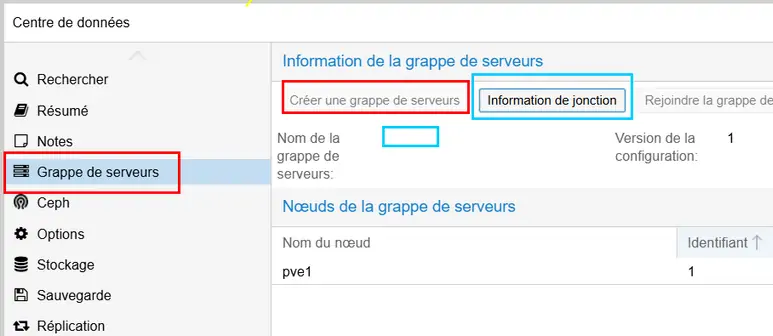 Centre de données
Rechercher
Résumé
Notes
Grappe de serveurs
Ceph
Options
Stockage
Sauvegarde
Réplication
Information de la grappe de serveurs
Créer une grappe de serveurs Information de jonction Rejoindre la grappe de
Nom de la grappe de serveurs:
Version de la configuration: 1
Nœuds de la grappe de serveurs
Nom du nœud Identifiant
pve1 1